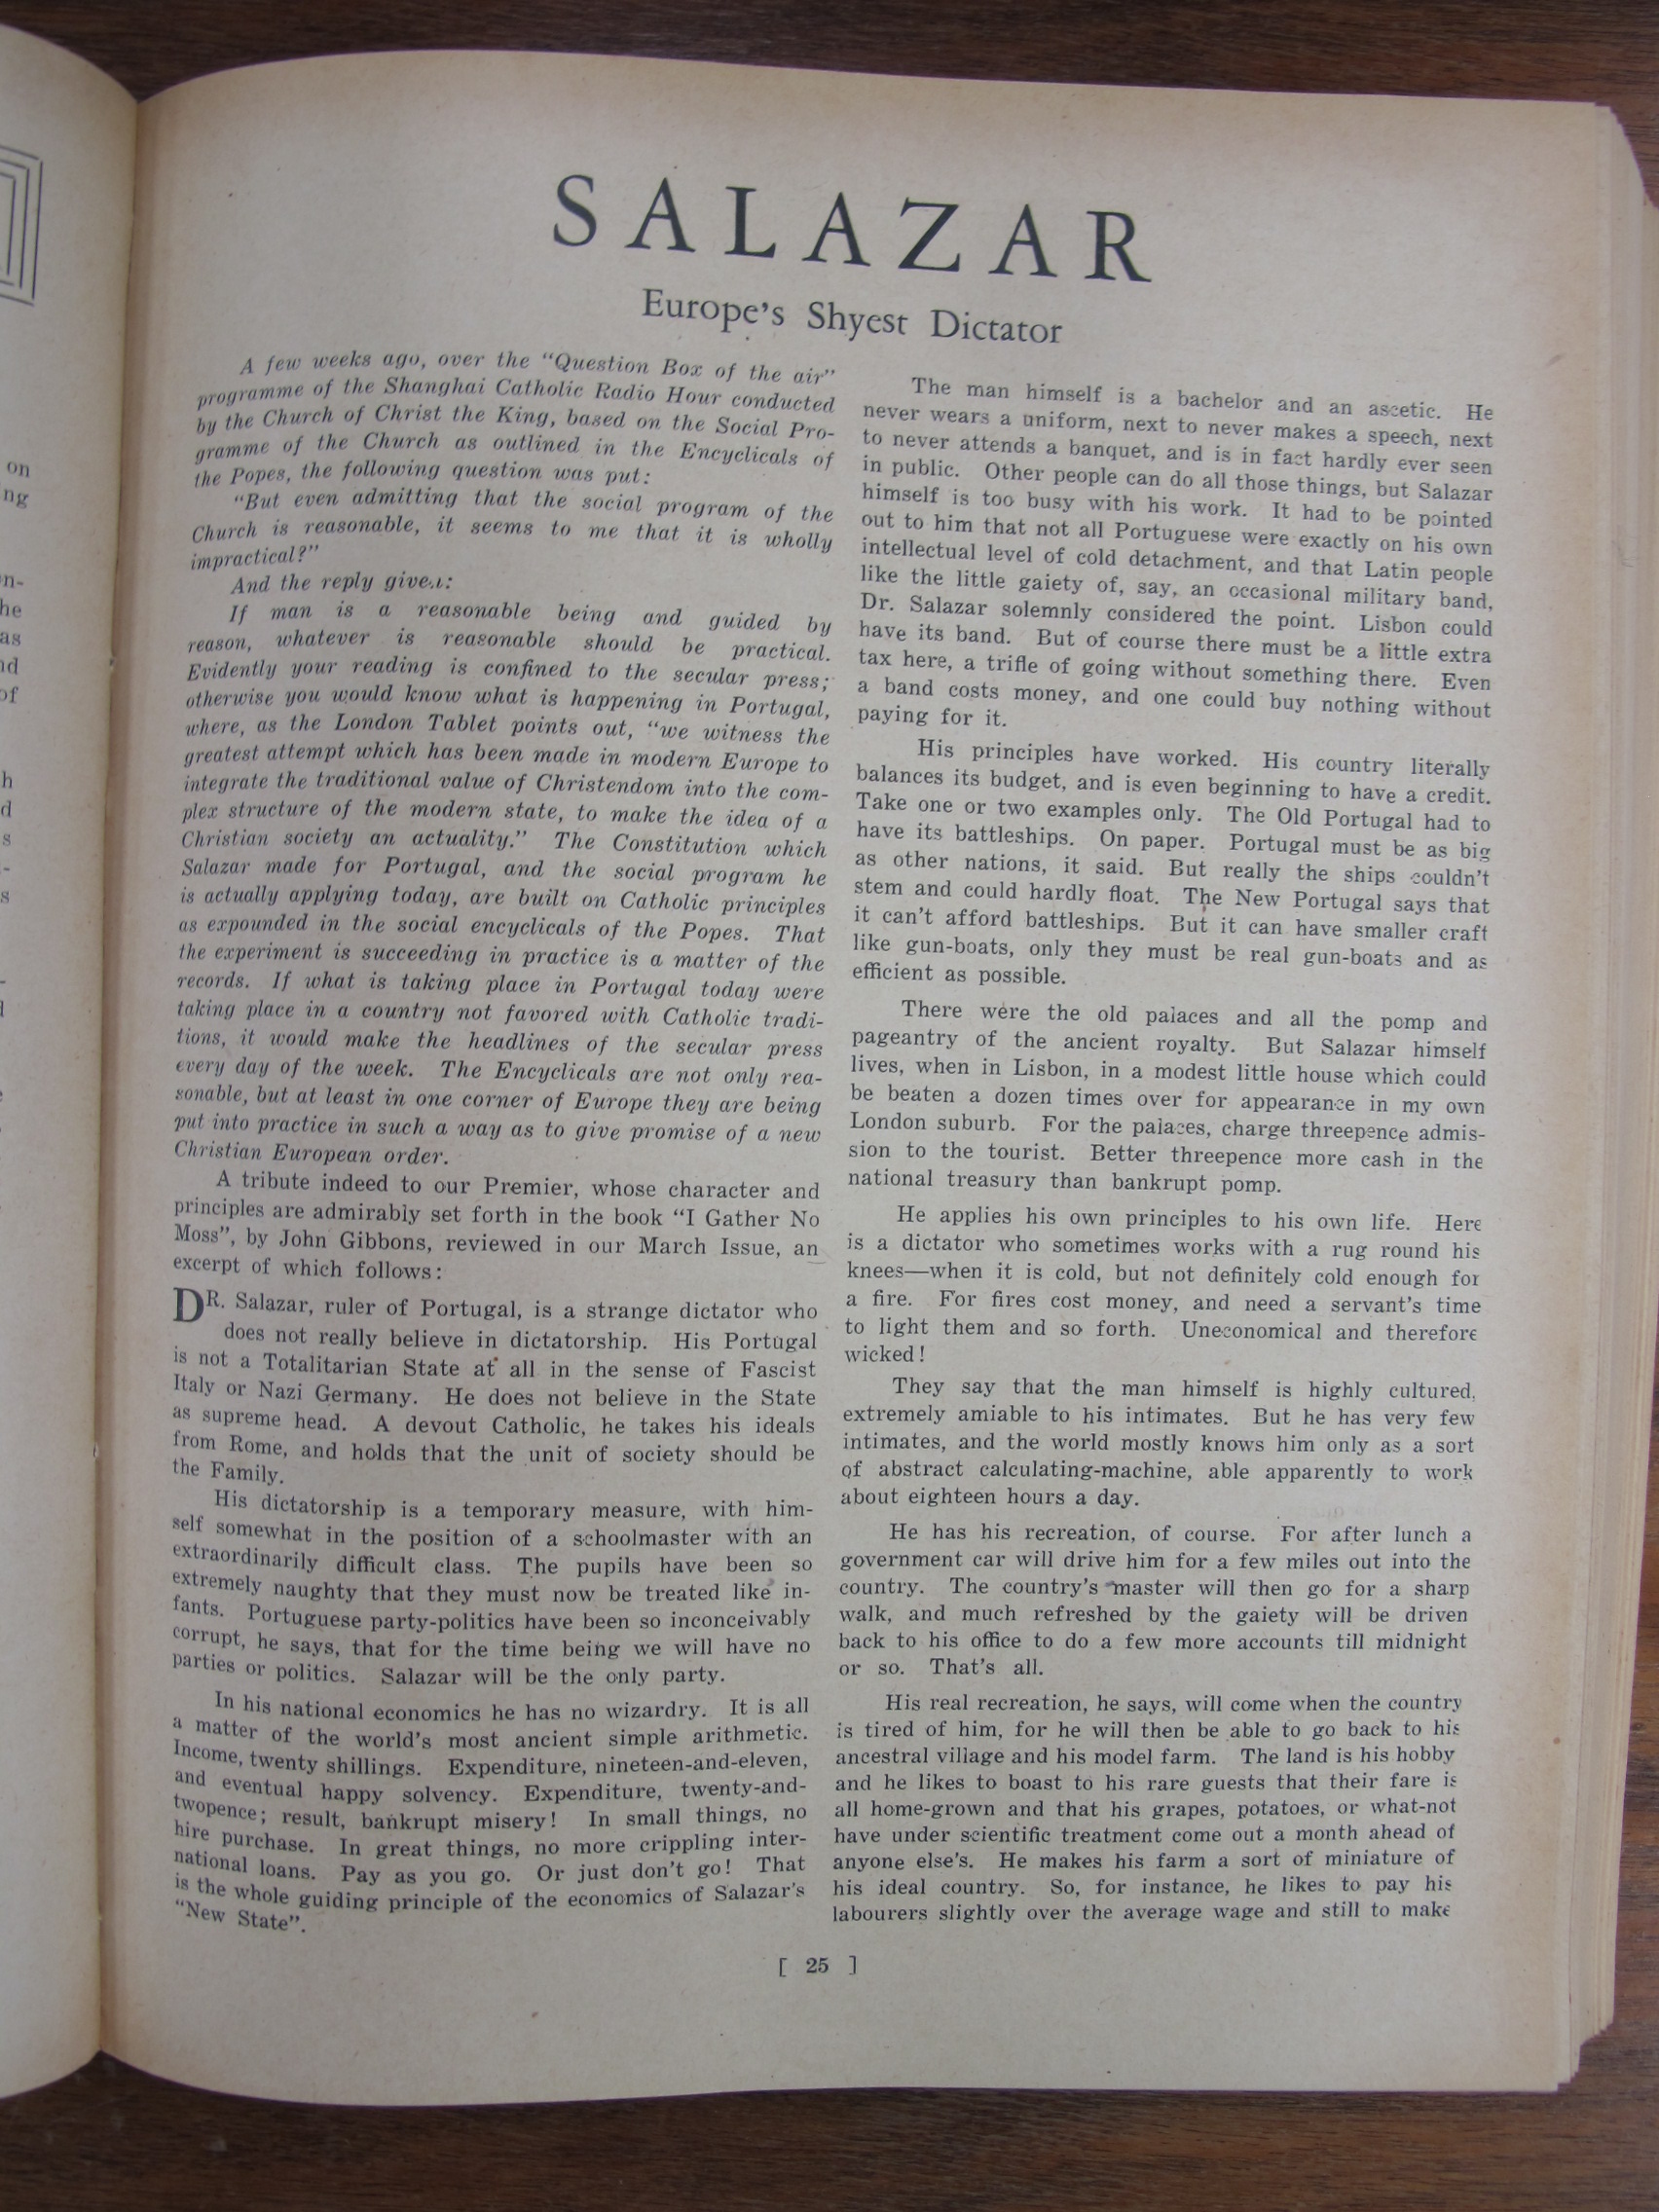 SALAZAR
Europe's Shyest Dictator
A few weeks ago, over the "Question Box of the air"
programme of the Shanghai Catholic Radio Hour conducted
by the Church of Christ the King, based on the Social Pro-
gramme of the Church as outlined in the Encyclicals of
the Popes, the following question was put:
"But even admitting that the social program of the
Church is reasonable, it seems to me that it is wholly
impractical?"
And the reply given:
If man is a reasonable being and guided by
reason, whatever is reasonable should be practical.
Evidently your reading is confined to the secular press;
otherwise you would know what is happening in Portugal,
where, as the London Tablet points out, "we witness the
greatest attempt which has been made in modern Europe to
integrate the traditional value of Christendom into the com-
plex structure of the modern state, to make the idea of a
Christian society an actuality." The Constitution which
Salazar made for Portugal, and the social program he
is actually applying today, are built on Catholic principles
as expounded in the social encyclicals of the Popes. That
the experiment is succeeding in practice is a matter of the
records. If what is taking place in Portugal today were
taking place in a country not favored with Catholic tradi-
tions, it would make the headlines of the secular press
every day of the week. The Encyclicals are not only rea-
sonable, but at least in one corner of Europe they are being
put into practice in such a way as to give promise of a new
Christian European order.
A tribute indeed to our Premier, whose character and
principles are admirably set forth in the book "I Gather No
Moss", by John Gibbons, reviewed in our March Issue, an
excerpt of which follows:
DR. Salazar, ruler of Portugal, is a strange dictator who
does not really believe in dictatorship. His Portugal
is not a Totalitarian State at all in the sense of Fascist
Italy or Nazi Germany. He does not believe in the State
as supreme head. A devout Catholic, he takes his ideals
from Rome, and holds that the unit of society should be
the Family.
His dictatorship is a temporary measure, with him-
self somewhat in the position of a schoolmaster with an
extraordinarily difficult class. The pupils have been so
extremely naughty that they must now be treated like in-
fants. Portuguese party-politics have been so inconceivably
corrupt, he says, that for the time being we will have no
parties or politics. Salazar will be the only party.
In his national economics he has no wizardry. It is all
a matter of the world's most ancient simple arithmetic.
Income, twenty shillings. Expenditure, nineteen-and-eleven,
and eventual happy solvency. Expenditure, twenty-and-
twopence; result, bankrupt misery! In small things, no
hire purchase. In great things, no more crippling inter-
national loans. Pay as you go. Or just don't go! That
is the whole guiding principle of the economics of Salazar's
"New State".
The man himself is a bachelor and an ascetic. He
never wears a uniform, next to never makes a speech, next
to never attends a banquet, and is in fact hardly ever seen
in public. Other people can do all those things, but Salazar
himself is too busy with his work. It had to be pointed
out to him that not all Portuguese were exactly on his own
intellectual level of cold detachment, and that Latin people
like the little gaiety of, say, an occasional military band,
Dr. Salazar solemnly considered the point. Lisbon could
have its band. But of course there must be a little extra
tax here, a trifle of going without something there. Even
a band costs money, and one could buy nothing without
paying for it.
His principles have worked. His country literally
balances its budget, and is even beginning to have a credit.
Take one or two examples only. The Old Portugal had to
have its battleships. On paper. Portugal must be as big
as other nations, it said. But really the ships couldn't
stem and could hardly float. The New Portugal says that
it can't afford battleships. But it can have smaller craft
like gun-boats, only they must be real gun-boats and as
efficient as possible.
There were the old palaces and all the pomp and
pageantry of the ancient royalty. But Salazar himself
lives, when in Lisbon, in a modest little house which could
be beaten a dozen times over for appearance in my own
London suburb. For the palaces, charge threepence admis-
sion to the tourist. Better threepence more cash in the
national treasury than bankrupt pomp.
He applies his own principles to his own life. Here
is a dictator who sometimes works with a rug round his
knees—when it is cold, but not definitely cold enough for
a fire. For fires cost money, and need a servant's time
to light them and so forth. Uneconomical and therefore
wicked!
They say that the man himself is highly cultured,
extremely amiable to his intimates. But he has very few
intimates, and the world mostly knows him only as a sort
of abstract calculating-machine, able apparently to work
about eighteen hours a day.
He has his recreation, of course. For after lunch a
government car will drive him for a few miles out into the
country. The country's master will then go for a sharp
walk, and much refreshed by the gaiety will be driven
back to his office to do a few more accounts till midnight
or so. That's all.
His real recreation, he says, will come when the country
is tired of him, for he will then be able to go back to his
ancestral village and his model farm. The land is his hobby
and he likes to boast to his rare guests that their fare is
all home-grown and that his grapes, potatoes, or what-not
have under scientific treatment come out a month ahead of
anyone else's. He makes his farm a sort of miniature of
his ideal country. So, for instance, he likes to pay his
labourers slightly over the average wage and still to make
[ 25 ]